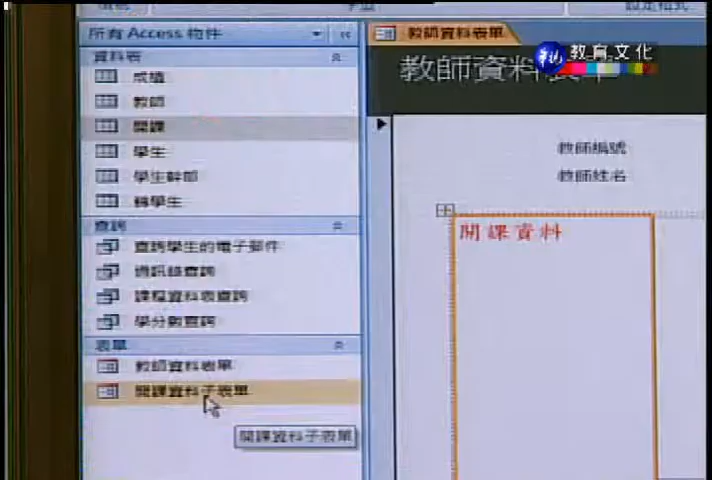 設定格式
所有 Access 物件
教師資料表單
資料表
教育文化
教師資料表單
成績
教師
開課
教師編號
學生
學生幹部
教師姓名
轉學生
查詢
開課資料
查詢學生的電子郵件
通訊錄查詢
課程資料表查詢
學分數查詢
表單
教師資料表單
開課資料子表單
開課資料子表單